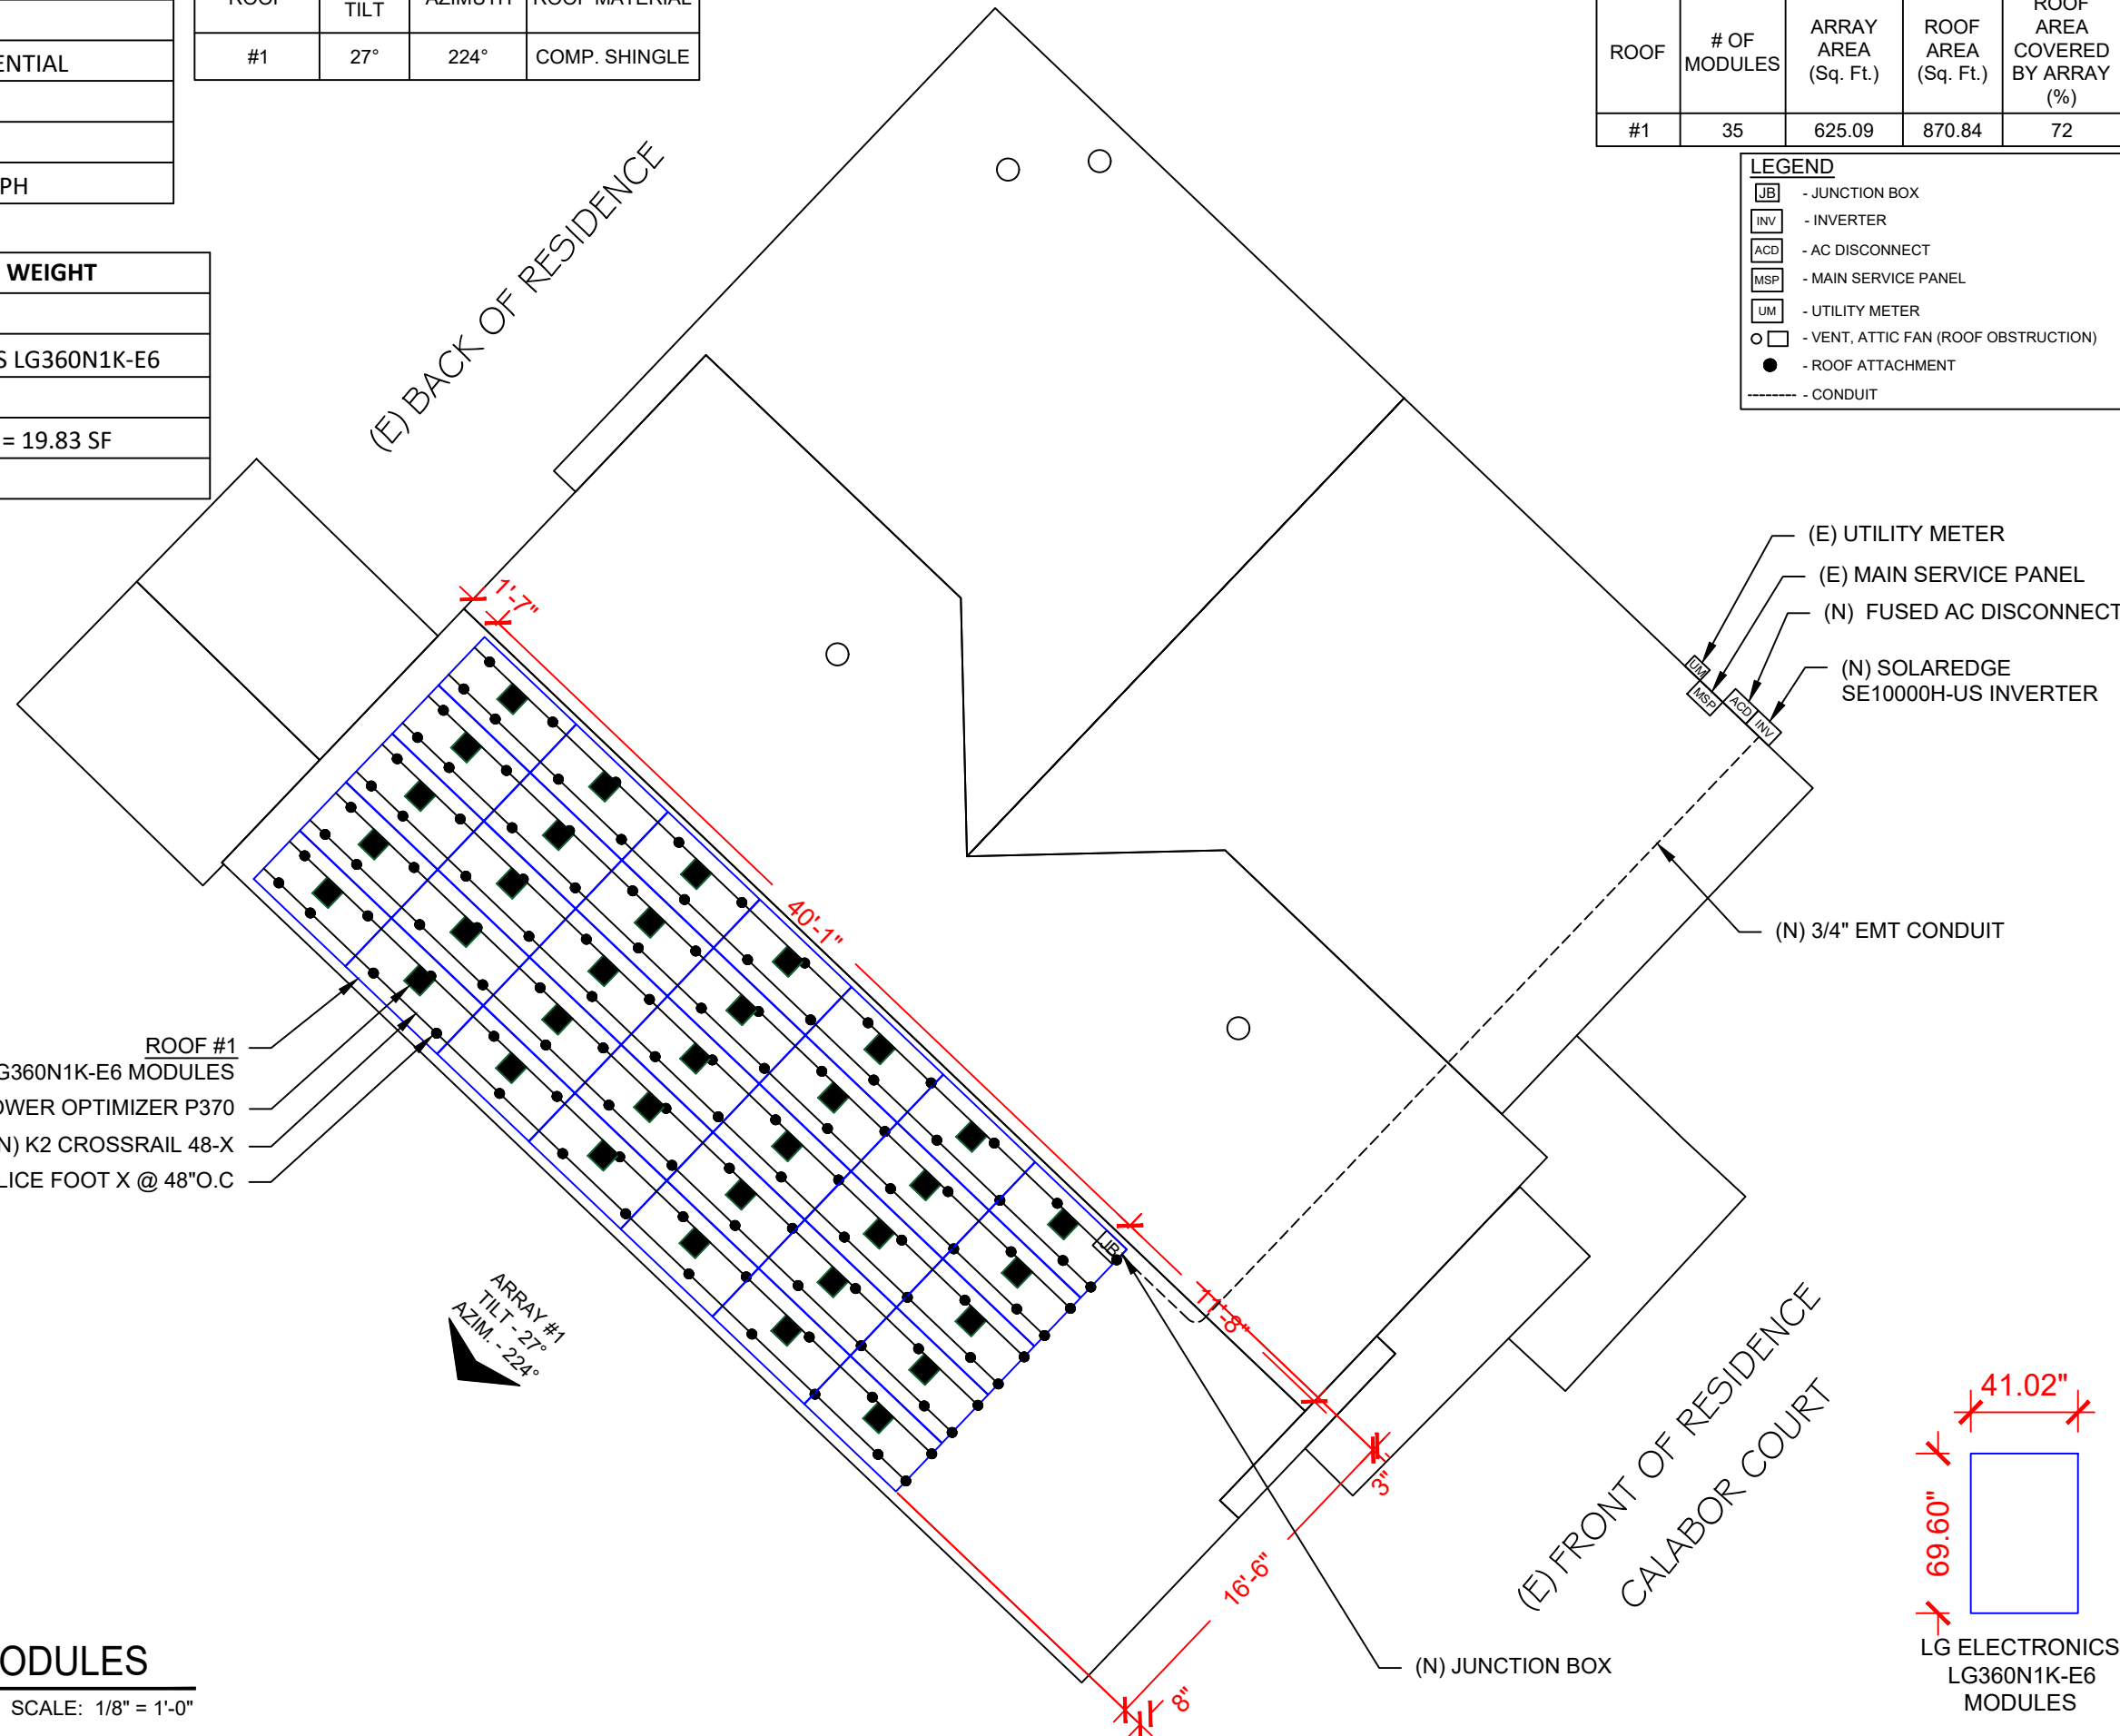 ENTIAL
PH
WEIGHT
S LG360N1K-E6
= 19.83 SF
ROOF TILT AZIMUTH ROOF MATERIAL
#1 27° 224° COMP. SHINGLE
ROOF
# OF MODULES
ARRAY AREA (Sq. Ft.)
ROOF AREA (Sq. Ft.)
ROOF AREA COVERED BY ARRAY (%)
#1 35 625.09 870.84 72
LEGEND
JB - JUNCTION BOX
INV - INVERTER
ACD - AC DISCONNECT
MSP - MAIN SERVICE PANEL
UM - UTILITY METER
- VENT, ATTIC FAN (ROOF OBSTRUCTION)
- ROOF ATTACHMENT
- CONDUIT
(E) BACK OF RESIDENCE
(E) UTILITY METER
(E) MAIN SERVICE PANEL
(N) FUSED AC DISCONNECT
(N) SOLAREDGE
SE10000H-US INVERTER
UM
MSP
ACD
INV
(N) 3/4" EMT CONDUIT
1'-7"
40'-1"
11'-8"
3"
16'-6"
8"
JB
ROOF #1
G360N1K-E6 MODULES
OWER OPTIMIZER P370
N) K2 CROSSRAIL 48-X
LICE FOOT X @ 48"O.C
ARRAY #1
TILT - 27°
AZIM. - 224°
(E) FRONT OF RESIDENCE
CALABOR COURT
(N) JUNCTION BOX
41.02"
69.60"
LG ELECTRONICS
LG360N1K-E6
MODULES
ODULES
SCALE: 1/8" = 1'-0"